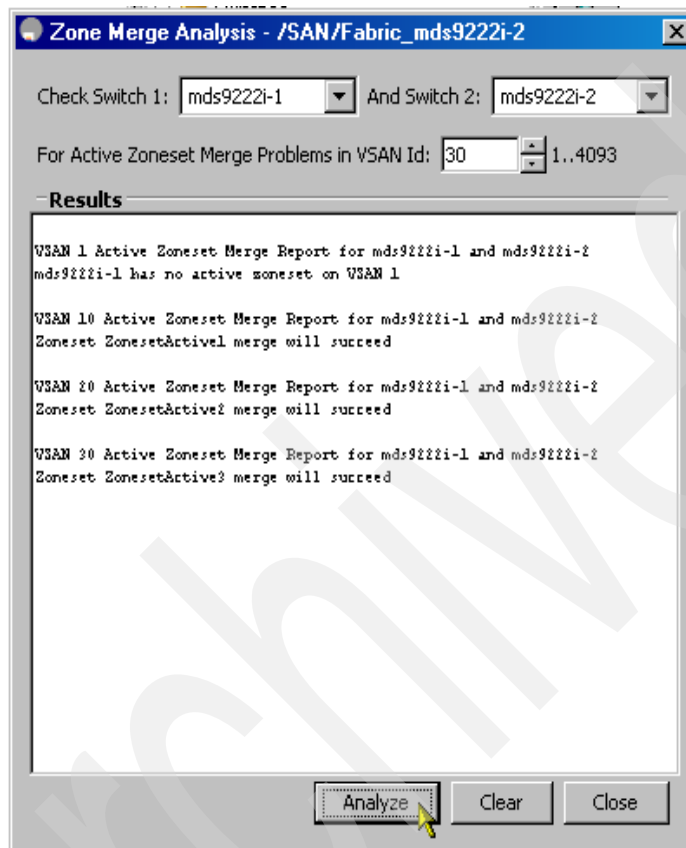 Zone Merge Analysis - /SAN/Fabric_mds9222i-2
Check Switch 1: mds9222i-1 And Switch 2: mds9222i-2
For Active Zoneset Merge Problems in VSAN Id: 30 1..4093
Results
VSAN 1 Active Zoneset Merge Report for mds9222i-1 and mds9222i-2
mds9222i-1 has no active zoneset on VSAN 1
VSAN 10 Active Zoneset Merge Report for mds9222i-1 and mds9222i-2
Zoneset ZonesetActive1 merge will succeed
VSAN 20 Active Zoneset Merge Report for mds9222i-1 and mds9222i-2
Zoneset ZonesetActive2 merge will succeed
VSAN 30 Active Zoneset Merge Report for mds9222i-1 and mds9222i-2
Zoneset ZonesetActive3 merge will succeed
Analyze Clear Close